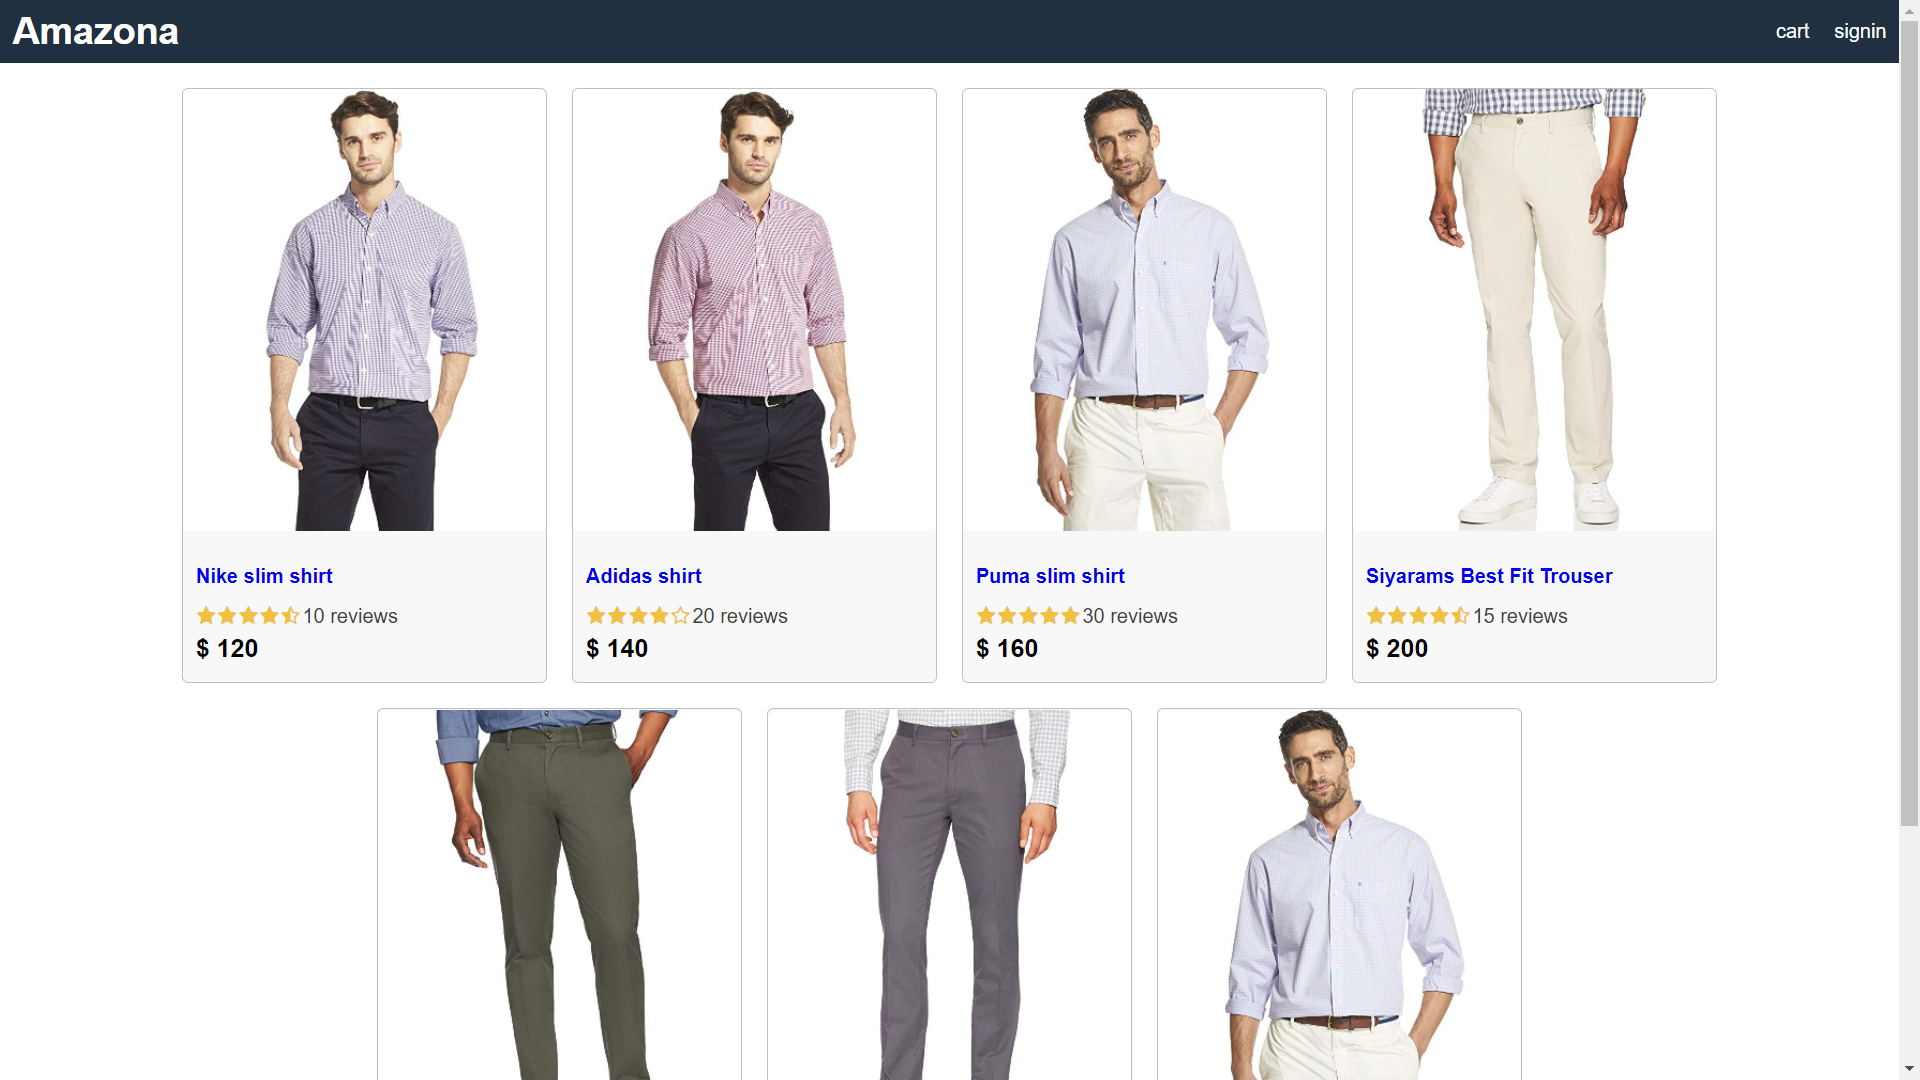 Amazona
cart signin
Nike slim shirt
10 reviews
$ 120
Adidas shirt
20 reviews
$ 140
Puma slim shirt
30 reviews
$ 160
Siyarams Best Fit Trouser
15 reviews
$ 200